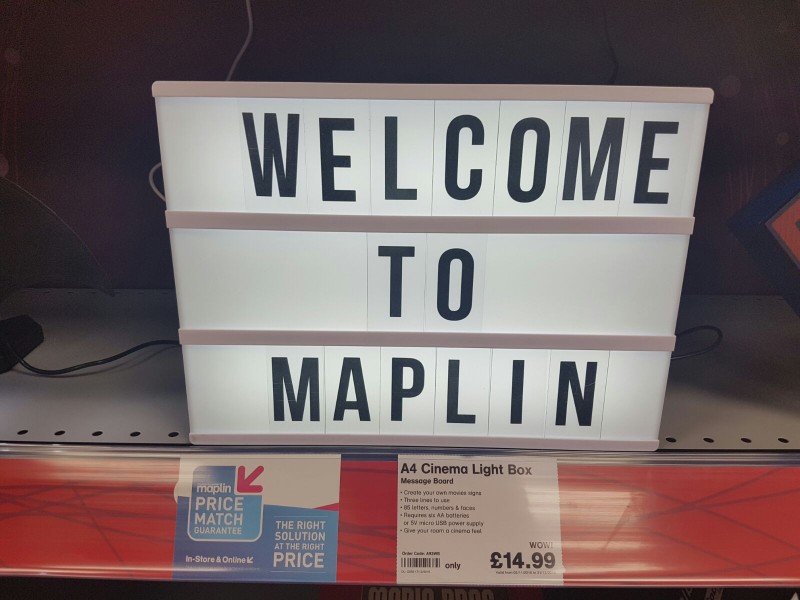 WELCOME
TO
MAPLIN
maplin
PRICE
MATCH
GUARANTEE
In-Store & Online
THE RIGHT
SOLUTION
AT THE RIGHT
PRICE
A4 Cinema Light Box
Message Board
• Create your own movies signs
• Three lines to use
• 85 letters, numbers & faces
• Requires six AA batteries
or 5V micro USB power supply
• Give your room a cinema feel.
WOW!
only
£14.99